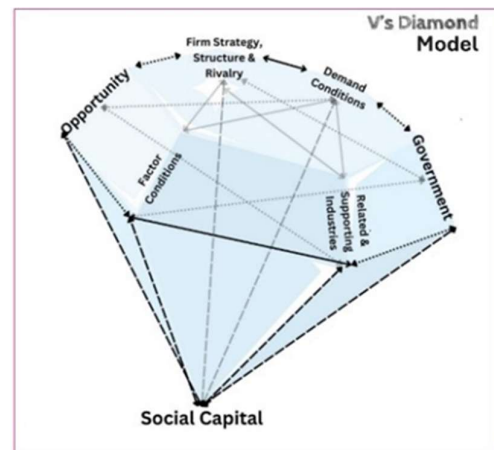 V's Diamond
Model
Firm Strategy,
Structure &
Rivalry
Demand
Conditions
Opportunity
Government
Factor
Conditions
Related &
Supporting
Industries
Social Capital